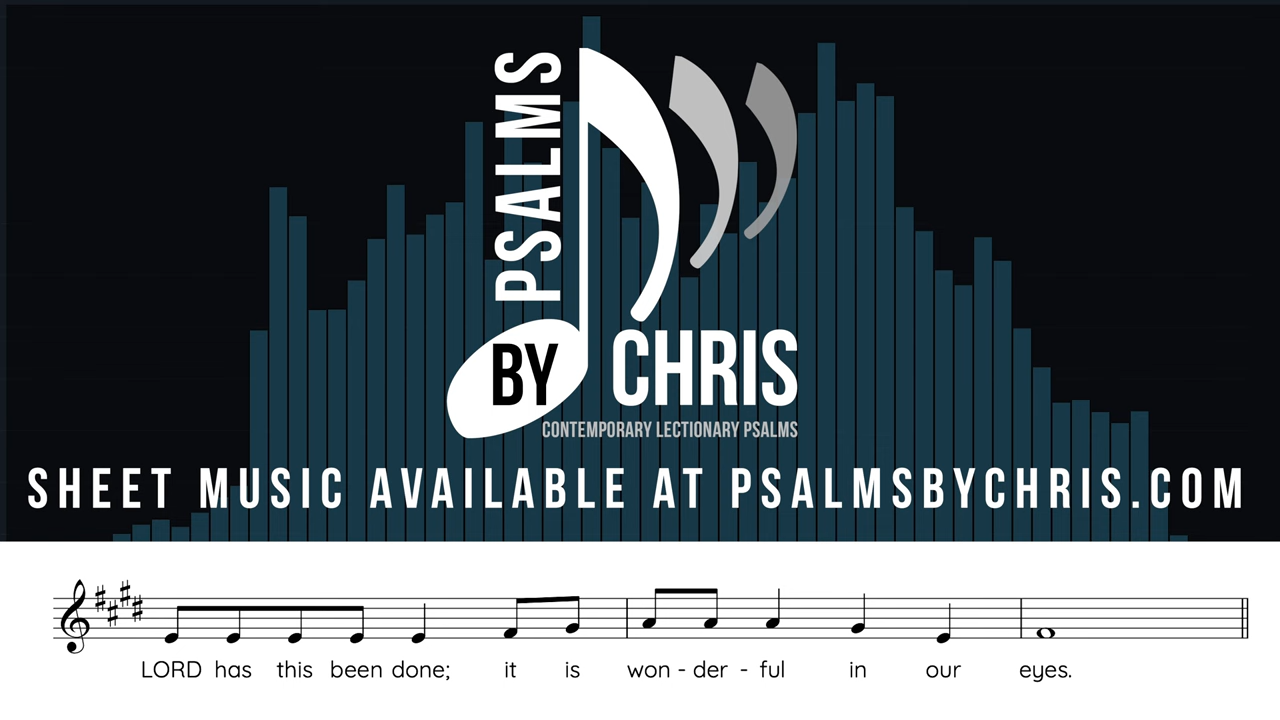 PSALMS
BY CHRIS
CONTEMPORARY LECTIONARY PSALMS
SHEET MUSIC AVAILABLE AT PSALMSBYCHRIS.COM
LORD has this been done; it is won - der - ful in our eyes.